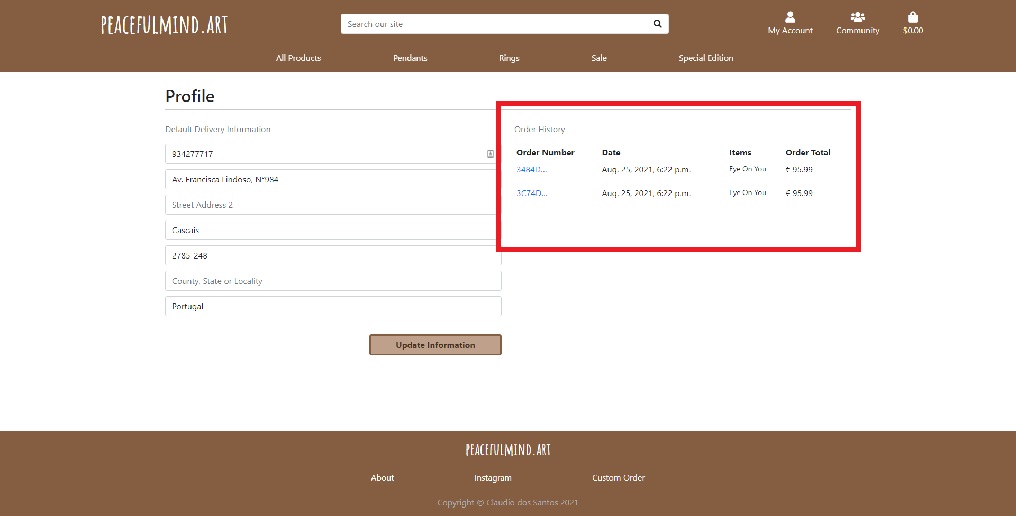 PEACEFULMIND.ART
Search our site
My Account
Community
$0.00
All Products
Pendants
Rings
Sale
Special Edition
Profile
Default Delivery Information
934277717
Av. Francisca Lindoso, Nº984
Street Address 2
Cascais
2785-248
County, State or Locality
Portugal
Update Information
Order History
Order Number Date Items Order Total
3484D... Aug. 25, 2021, 6:22 p.m. Eye On You € 95.99
3C74D... Aug. 25, 2021, 6:22 p.m. Eye On You € 95.99
PEACEFULMIND.ART
About
Instagram
Custom Order
Copyright © Claudio dos Santos 2021